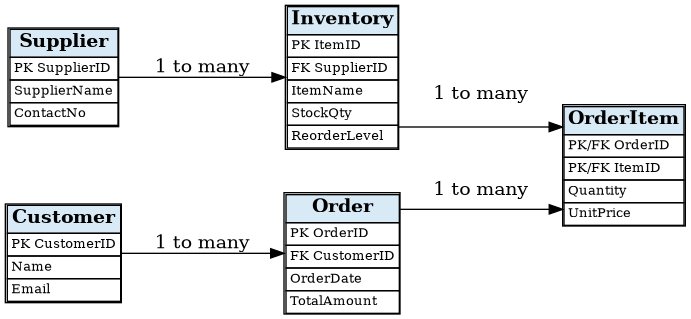 Supplier
PK SupplierID
SupplierName
ContactNo
1 to many
Inventory
PK ItemID
FK SupplierID
ItemName
StockQty
ReorderLevel
1 to many
OrderItem
PK/FK OrderID
PK/FK ItemID
Quantity
UnitPrice
Customer
PK CustomerID
Name
Email
1 to many
Order
PK OrderID
FK CustomerID
OrderDate
TotalAmount
1 to many